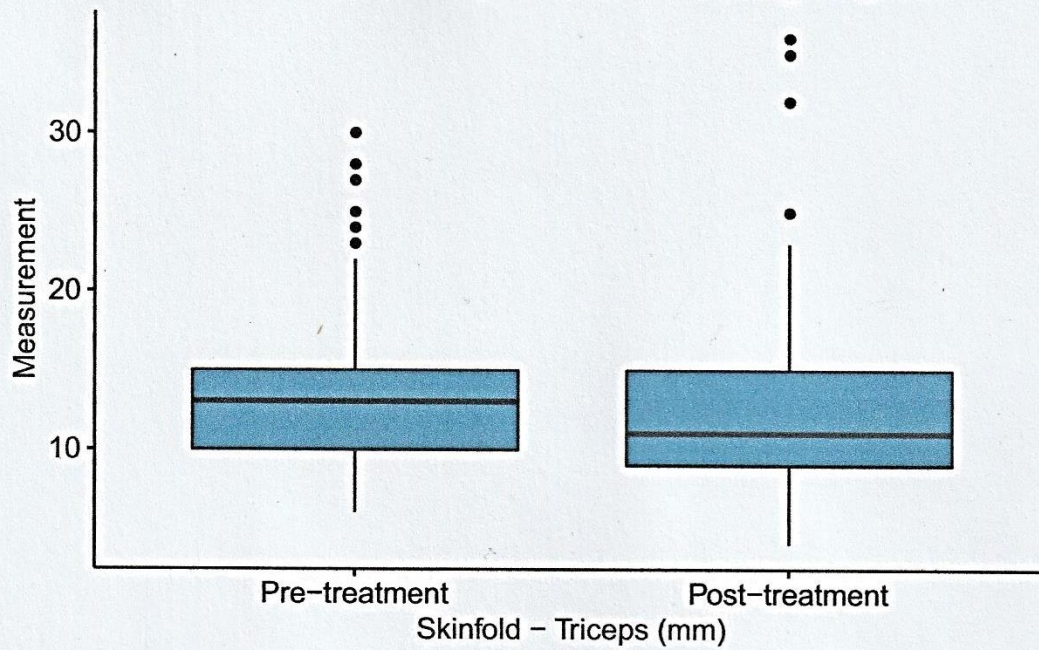 Measurement
30
20
10
Pre−treatment
Post−treatment
Skinfold − Triceps (mm)